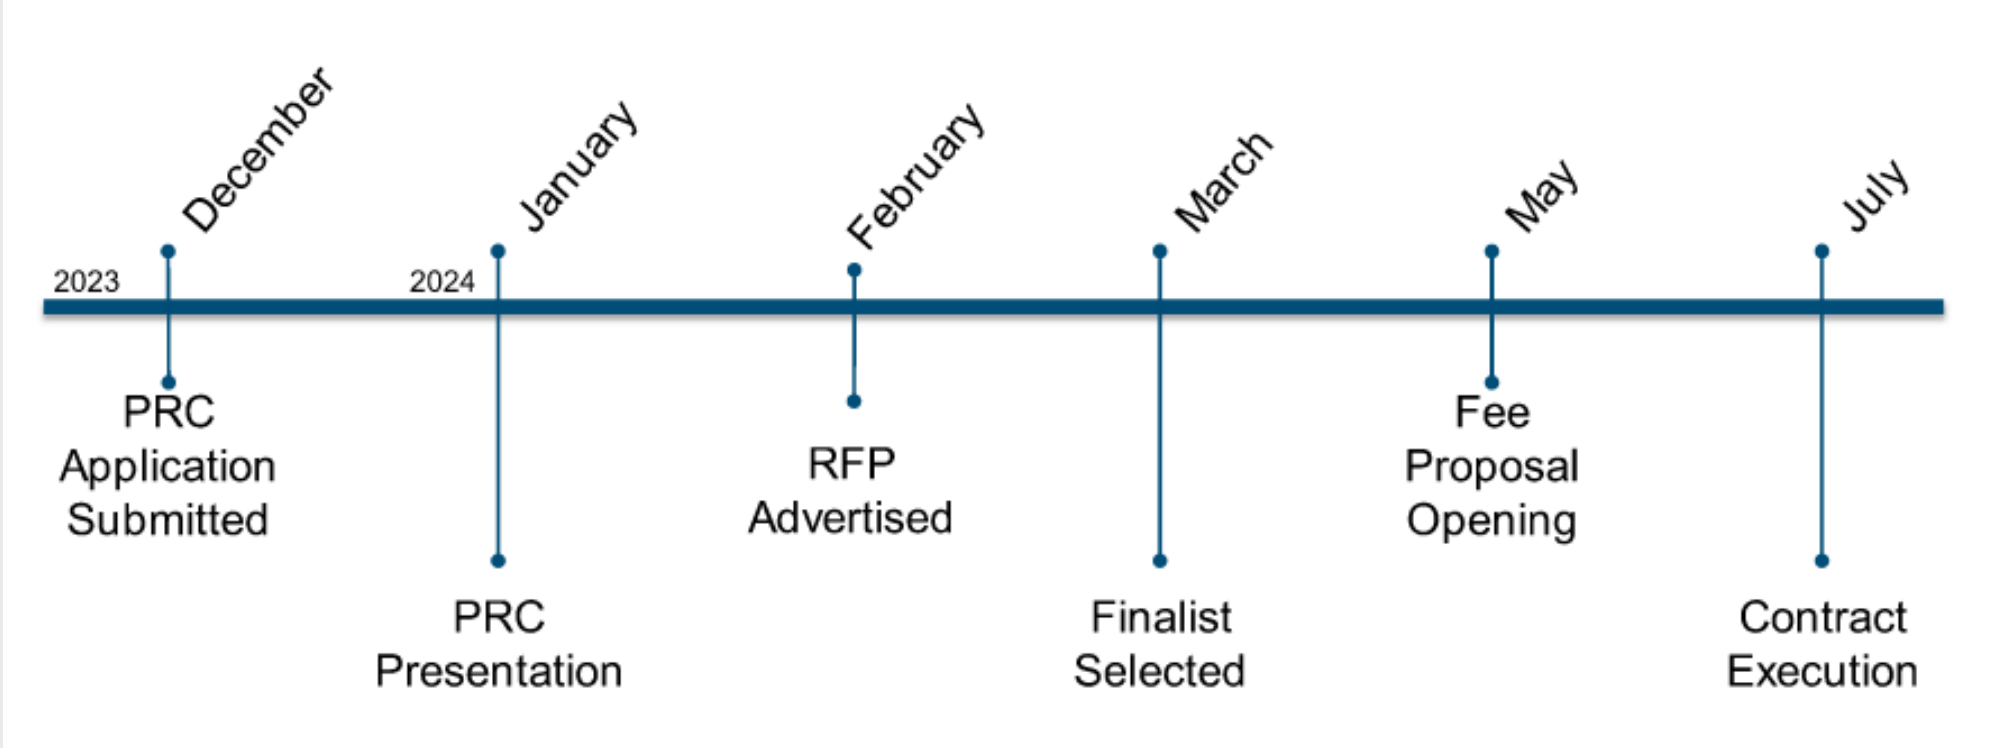 December
January
February
March
May
July
2023
2024
PRC
Application
Submitted
PRC
Presentation
RFP
Advertised
Finalist
Selected
Fee
Proposal
Opening
Contract
Execution